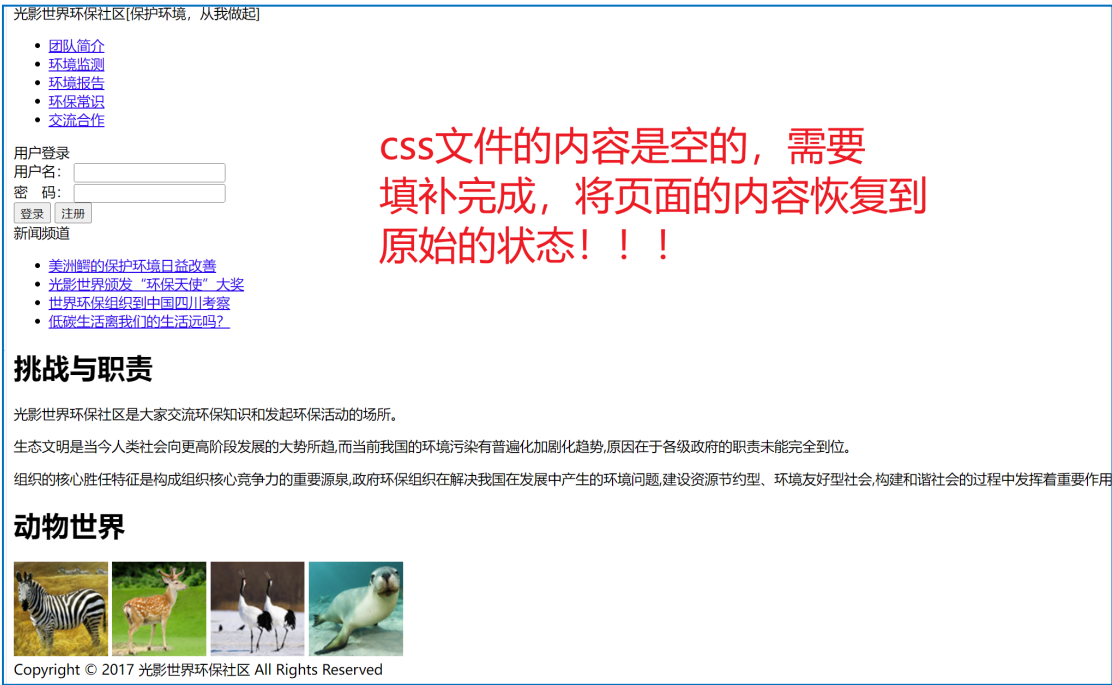 光影世界环保社区[保护环境，从我做起]
团队简介
环境监测
环境报告
环保常识
交流合作
css文件的内容是空的，需要
填补完成，将页面的内容恢复到
原始的状态！！！
用户登录
用户名：
密　码：
登录 注册
新闻频道
美洲鳄的保护环境日益改善
光影世界颁发“环保天使”大奖
世界环保组织到中国四川考察
低碳生活离我们的生活远吗？
挑战与职责
光影世界环保社区是大家交流环保知识和发起环保活动的场所。
生态文明是当今人类社会向更高阶段发展的大势所趋,而当前我国的环境污染有普遍化加剧化趋势,原因在于各级政府的职责未能完全到位。
组织的核心胜任特征是构成组织核心竞争力的重要源泉,政府环保组织在解决我国在发展中产生的环境问题,建设资源节约型、环境友好型社会,构建和谐社会的过程中发挥着重要作用
动物世界
Copyright © 2017 光影世界环保社区 All Rights Reserved